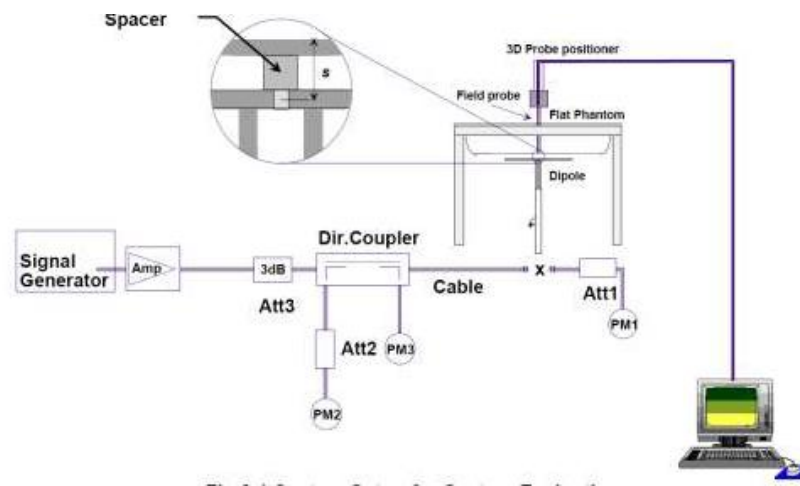 Spacer
s
3D Probe positioner
Field probe
Flat Phantom
Dipole
Dir.Coupler
Signal
Generator
Amp
3dB
Att3
Cable
x
Att1
PM1
Att2
PM3
PM2